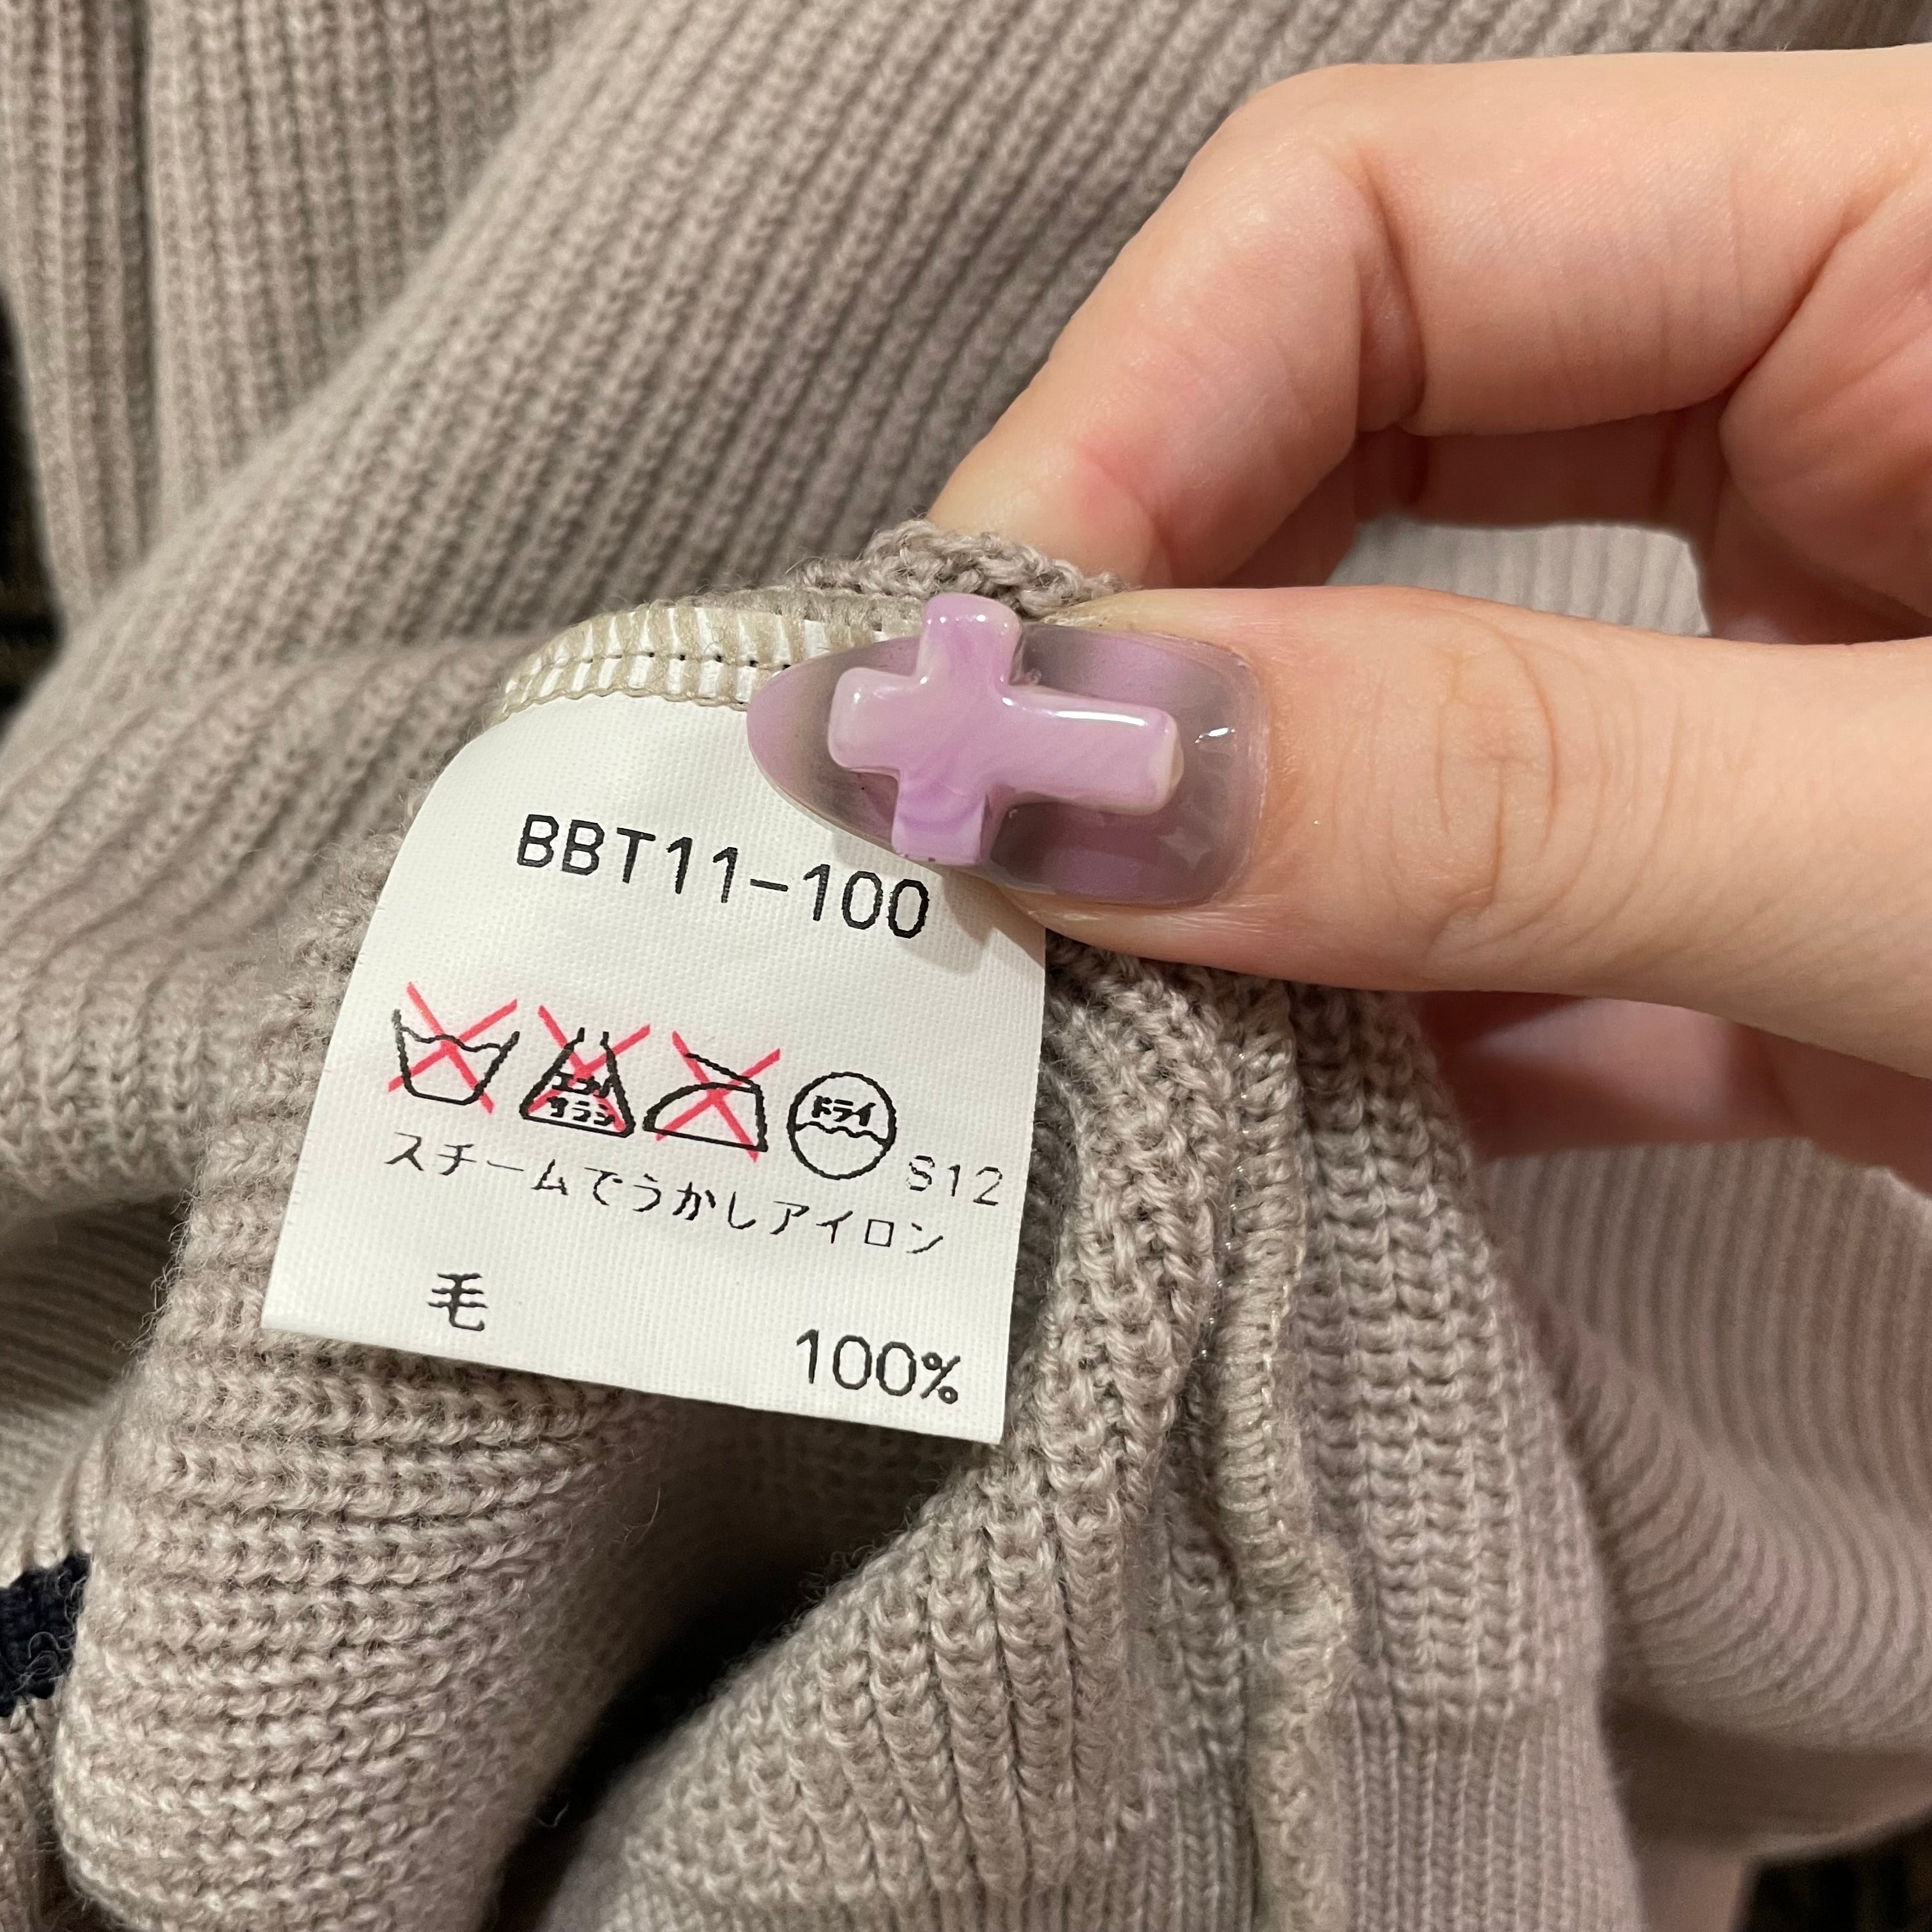 BBT11-100
エンソ
サラシ
ドライ
S12
スチームでうかしアイロン
毛 100%